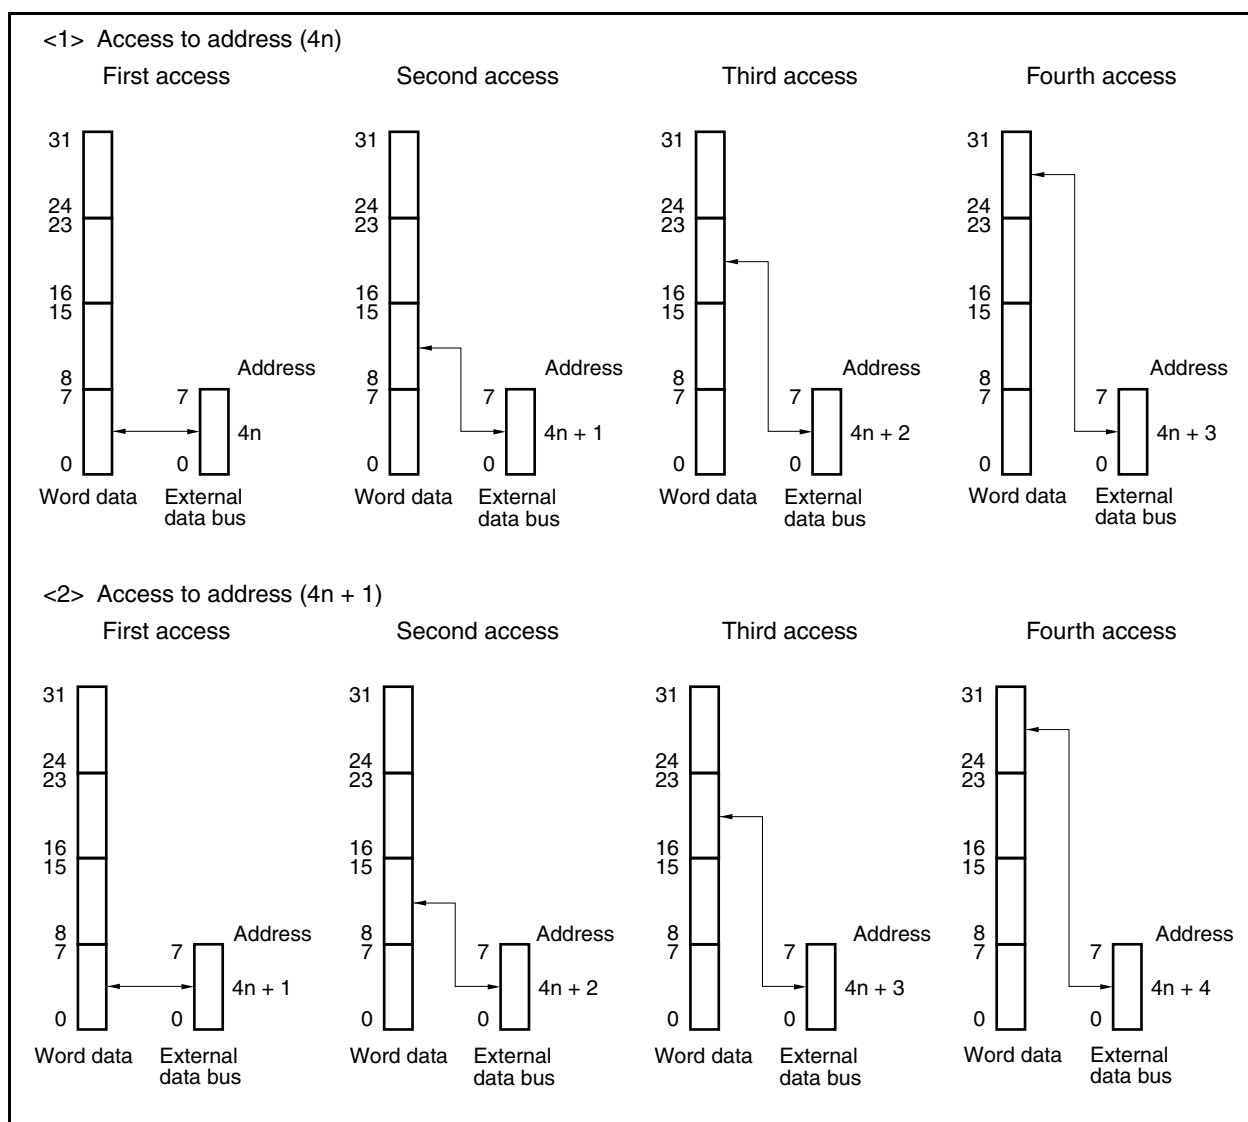 <1> Access to address (4n)
First access Second access Third access Fourth access
31 31 31 31
24 24 24 24
23 23 23 23
16 16 16 16
15 15 15 15
Address Address Address Address
8 8 8 8
7 7 7 7 7 7 7 7
4n 4n + 1 4n + 2 4n + 3
0 0 0 0 0 0 0 0
Word data External Word data External Word data External Word data External
data bus data bus data bus data bus
<2> Access to address (4n + 1)
First access Second access Third access Fourth access
31 31 31 31
24 24 24 24
23 23 23 23
16 16 16 16
15 15 15 15
8 Address 8 Address 8 Address 8 Address
7 7 7 7 7 7 7 7
4n + 1 4n + 2 4n + 3 4n + 4
0 0 0 0 0 0 0 0
Word data External Word data External Word data External Word data External
data bus data bus data bus data bus